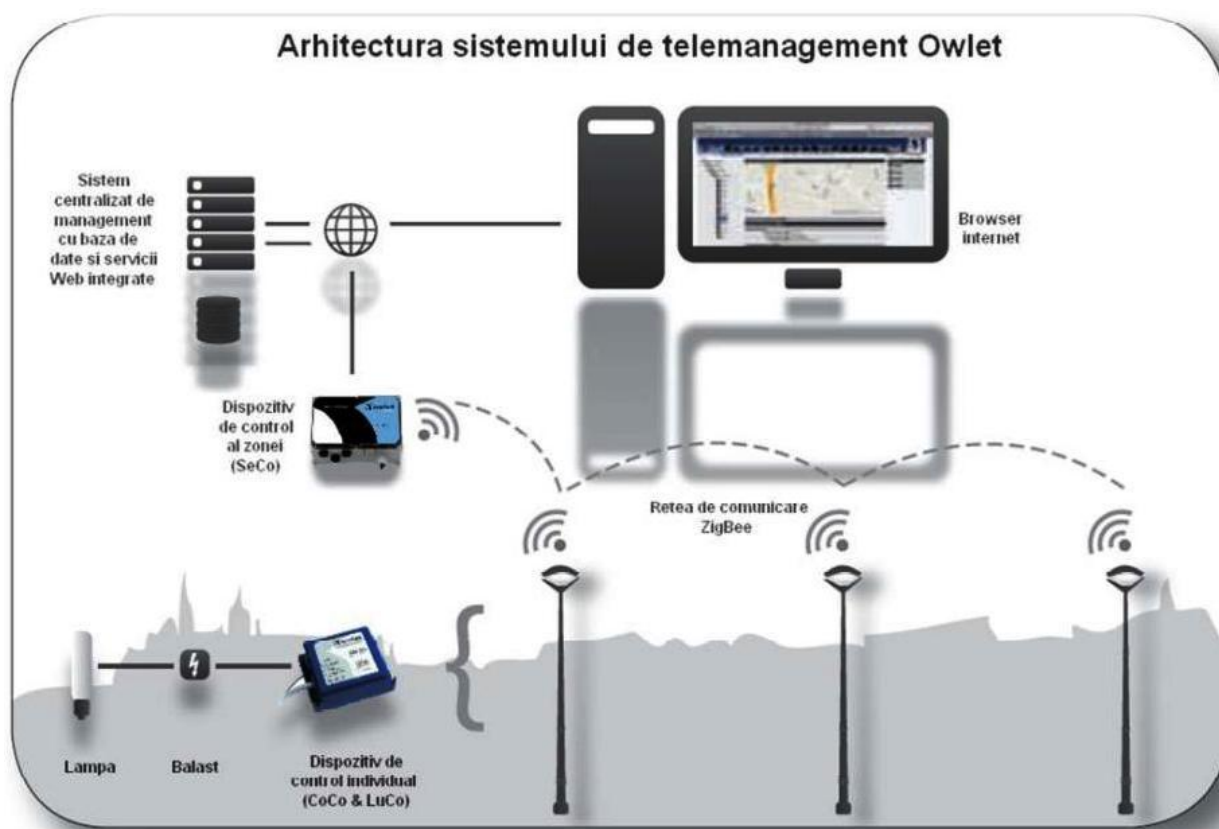 Arhitectura sistemului de telemanagement Owlet
Sistem
centralizat de
management
cu baza de
date si servicii
Web integrate
Browser
internet
Dispozitiv
de control
al zonei
(SeCo)
Retea de comunicare
ZigBee
Lampa
Balast
Dispozitiv de
control individual
(CoCo & LuCo)